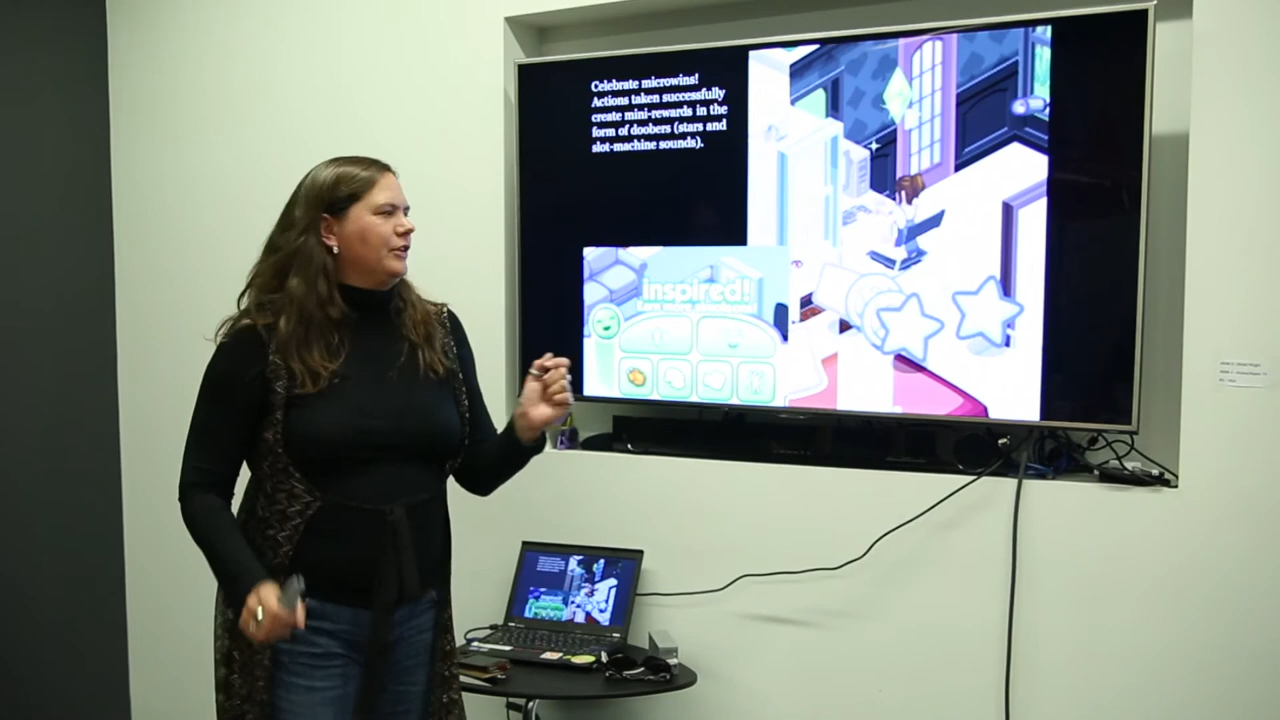 Celebrate microwins!
Actions taken successfully
create mini-rewards in the
form of doobers (stars and
slot-machine sounds).
inspired!